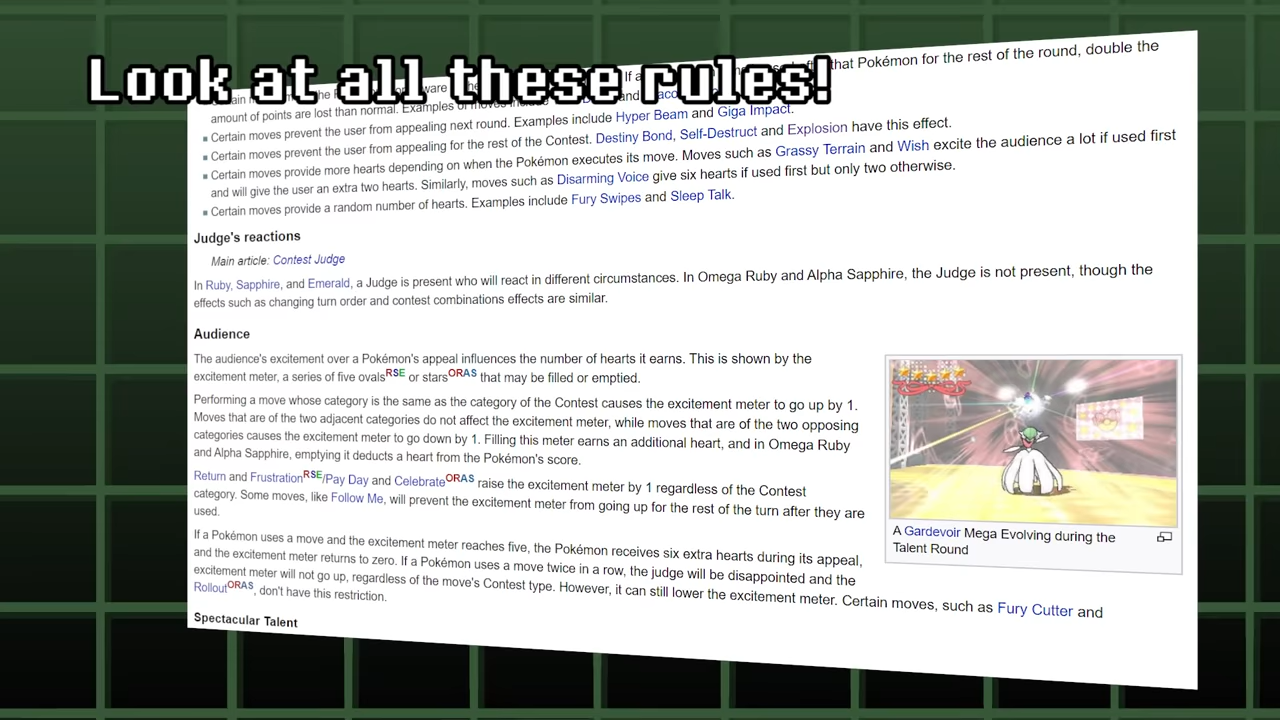 Look at all these rules!
that Pokémon for the rest of the round, double the
amount of points are lost than normal. Examples of moves include and
Certain moves prevent the user from appealing next round. Examples include Hyper Beam and Giga Impact.
Certain moves prevent the user from appealing for the rest of the Contest. Destiny Bond, Self-Destruct and Explosion have this effect.
Certain moves provide more hearts depending on when the Pokémon executes its move. Moves such as Grassy Terrain and Wish excite the audience a lot if used first
and will give the user an extra two hearts. Similarly, moves such as Disarming Voice give six hearts if used first but only two otherwise.
Certain moves provide a random number of hearts. Examples include Fury Swipes and Sleep Talk.
Judge's reactions
Main article: Contest Judge
In Ruby, Sapphire, and Emerald, a Judge is present who will react in different circumstances. In Omega Ruby and Alpha Sapphire, the Judge is not present, though the
effects such as changing turn order and contest combinations effects are similar.
Audience
The audience's excitement over a Pokémon's appeal influences the number of hearts it earns. This is shown by the
excitement meter, a series of five ovalsRSE or starsORAS that may be filled or emptied.
Performing a move whose category is the same as the category of the Contest causes the excitement meter to go up by 1.
Moves that are of the two adjacent categories do not affect the excitement meter, while moves that are of the two opposing
categories causes the excitement meter to go down by 1. Filling this meter earns an additional heart, and in Omega Ruby
and Alpha Sapphire, emptying it deducts a heart from the Pokémon's score.
Return and FrustrationRSE/Pay Day and CelebrateORAS raise the excitement meter by 1 regardless of the Contest
category. Some moves, like Follow Me, will prevent the excitement meter from going up for the rest of the turn after they are
used.
If a Pokémon uses a move and the excitement meter reaches five, the Pokémon receives six extra hearts during its appeal,
and the excitement meter returns to zero. If a Pokémon uses a move twice in a row, the judge will be disappointed and the
excitement meter will not go up, regardless of the move's Contest type. However, it can still lower the excitement meter. Certain moves, such as Fury Cutter and
RolloutORAS, don't have this restriction.
A Gardevoir Mega Evolving during the
Talent Round
Spectacular Talent